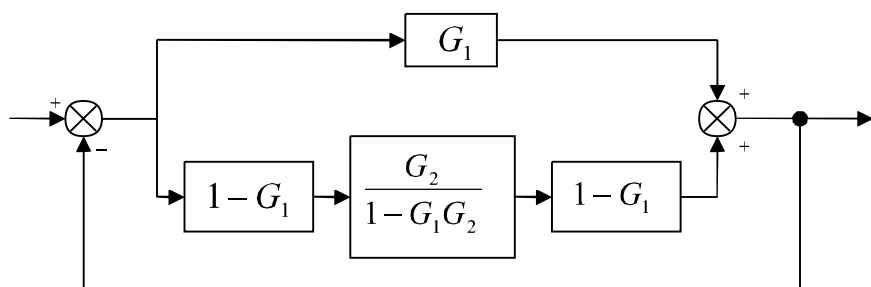 G₁
+
+
−
+
1 − G₁
G₂
1 − G₁G₂
1 − G₁